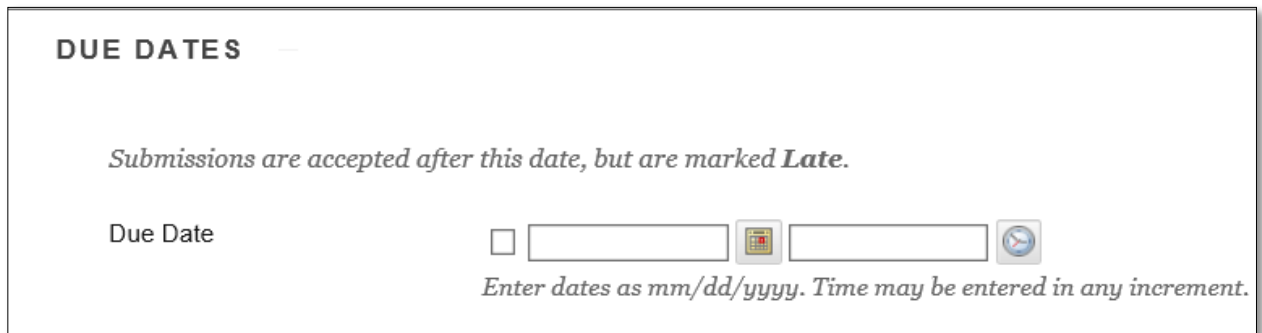 DUE DATES
Submissions are accepted after this date, but are marked Late.
Due Date
Enter dates as mm/dd/yyyy. Time may be entered in any increment.